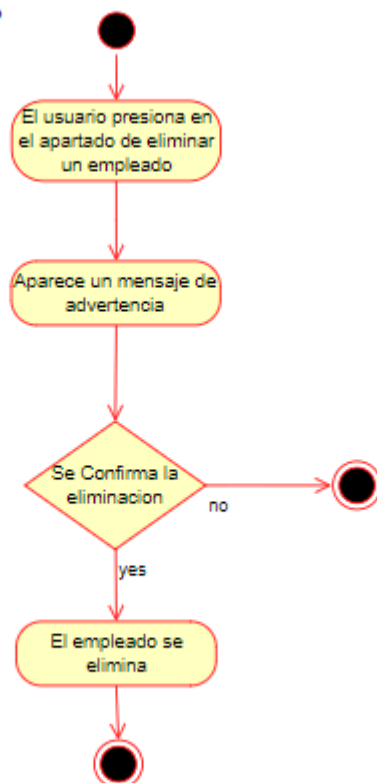 El usuario presiona en
el apartado de eliminar
un empleado
Aparece un mensaje de
advertencia
Se Confirma la
eliminacion
no
yes
El empleado se
elimina